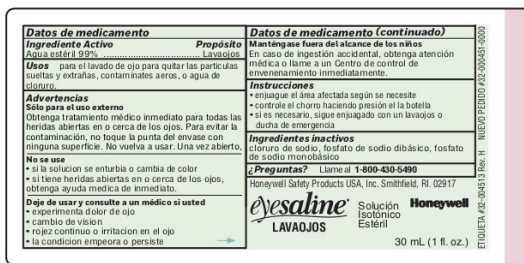 Datos de medicamento
Ingrediente Activo Propósito
Agua estéril 99% ........................... Lavaojos
Usos para el lavado de ojo para quitar las particulas
sueltas y extrañas, contaminates aeros, o agua de
cloruro.
Advertencias
Sólo para el uso externo
Obtenga tratamiento médico inmediato para todas las
heridas abiertas en o cerca de los ojos. Para evitar la
contaminación, no toque la punta del envase con
ninguna superficie. No vuelva a usar. Una vez abierto,
No se use
• si la solucion se enturbia o cambia de color
• si tiene heridas abiertas en o cerca de los ojos,
obtenga ayuda medica de inmediato.
Deje de usar y consulte a un médico si usted
• experimenta dolor de ojo
• cambio de vision
• rojez continuo o irritacion en el ojo
• la condicion empeora o persiste
Datos de medicamento (continuado)
Manténgase fuera del alcance de los niños
En caso de ingestión accidental, obtenga atención
médica o llame a un Centro de control de
envenenamiento inmediatamente.
Instrucciones
• enjuague el área afectada según se necesite
• controle el chorro haciendo presión el la botella
• si es necesario, sigue enjugado con un lavaojos o
ducha de emergencia
Ingredientes inactivos
cloruro de sodio, fosfato de sodio dibásico, fosfato
de sodio monobásico
¿Preguntas? Llame al 1-800-430-5490
Honeywell Safety Products USA, Inc. Smithfield, RI. 02917
eyesaline®
LAVAOJOS
Solución
Isotónico
Estéril
Honeywell
30 mL (1 fl. oz.)
ETIQUETA #32-004513 Rev. H NUEVO PEDIDO #32-000451-0000